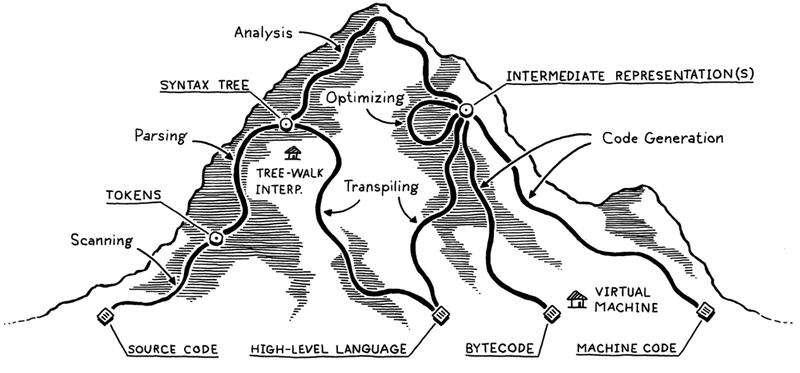 Analysis
SYNTAX TREE
INTERMEDIATE REPRESENTATION(S)
Optimizing
Parsing
Code Generation
TREE-WALK
INTERP.
Transpiling
TOKENS
Scanning
VIRTUAL
MACHINE
SOURCE CODE
HIGH-LEVEL LANGUAGE
BYTECODE
MACHINE CODE